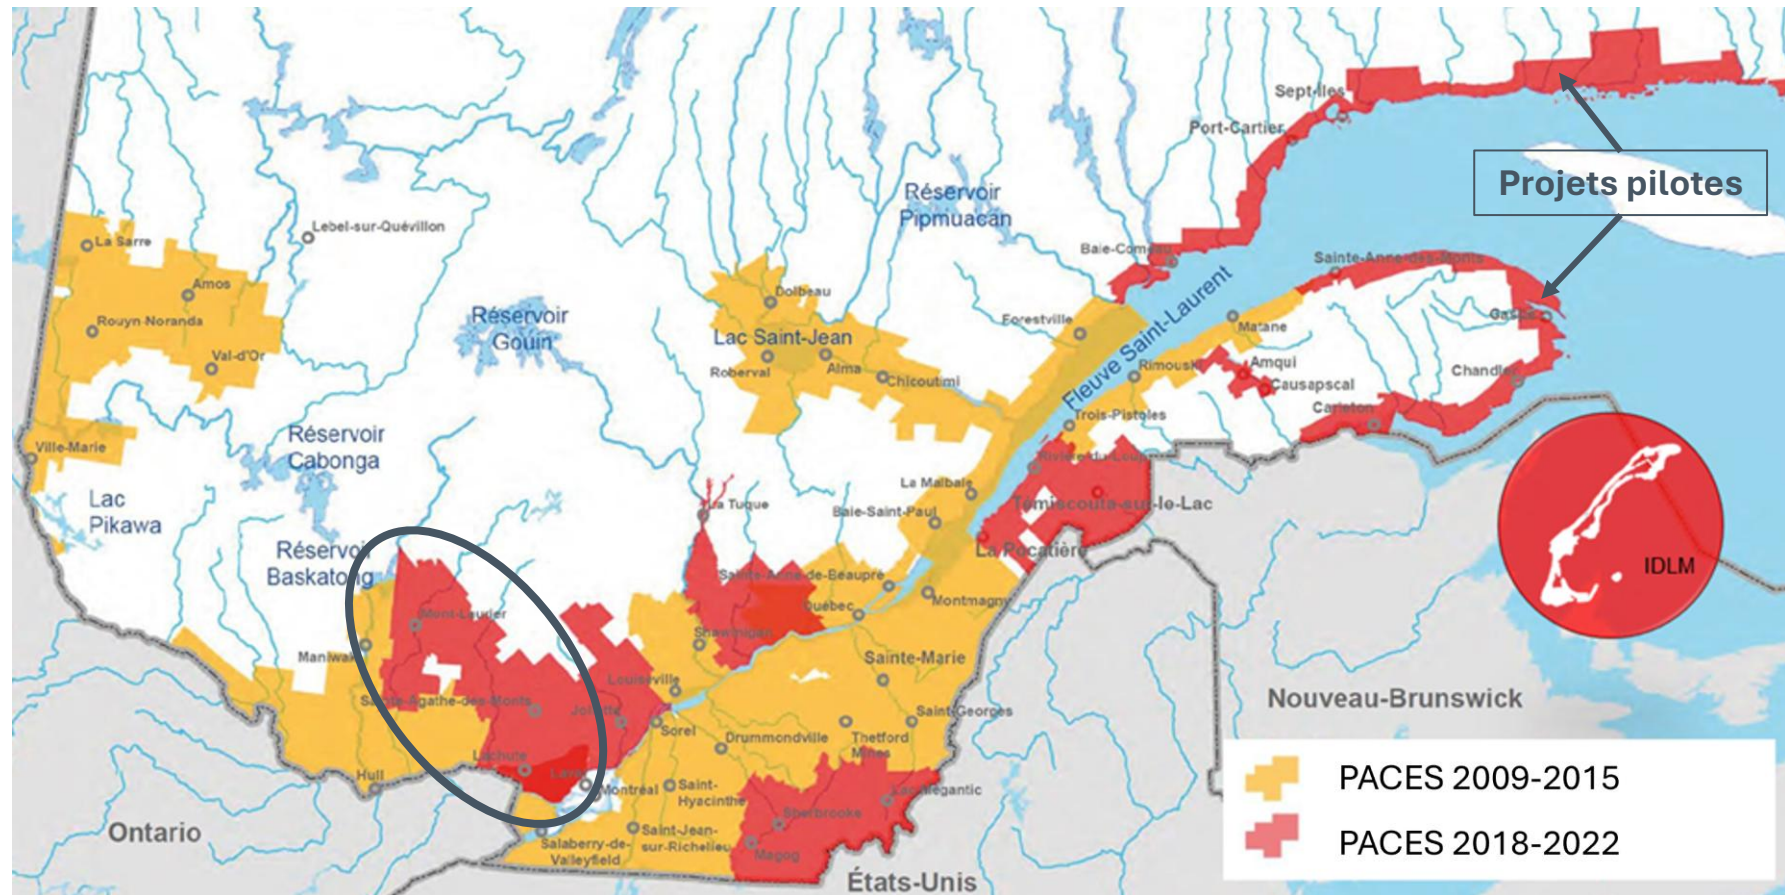 Sept-Îles
Port-Cartier
Projets pilotes
Réservoir
Pipmuacan
Lebel-sur-Quévillon
La Sarre
Baie-Comeau
Sainte-Anne-des-Monts
Amos
Dolbeau
Rouyn-Noranda
Réservoir
Gouin
Forestville
Fleuve Saint-Laurent
Matane
Gaspé
Lac Saint-Jean
Val-d'Or
Roberval
Alma
Chicoutimi
Rimouski
Amqui
Causapscal
Chandler
Carleton
Trois-Pistoles
Ville-Marie
Réservoir
Cabonga
Rivière-du-Loup
La Malbaie
Lac
Pikawa
La Tuque
Baie-Saint-Paul
Témiscouta-sur-le-Lac
La Pocatière
Réservoir
Baskatong
IDLM
Sainte-Anne-de-Beaupré
Québec
Montmagny
Mont-Laurier
Shawinigan
Maniwaki
Sainte-Marie
Louiseville
Sainte-Agathe-des-Monts
Joliette
Sorel
Saint-Georges
Nouveau-Brunswick
Drummondville
Thetford
Mines
Lachute
Laval
Hull
Montréal
Saint-
Hyacinthe
Lac-Mégantic
Sherbrooke
Ontario
Saint-Jean-
sur-Richelieu
Salaberry-de-
Valleyfield
Magog
États-Unis
PACES 2009-2015
PACES 2018-2022